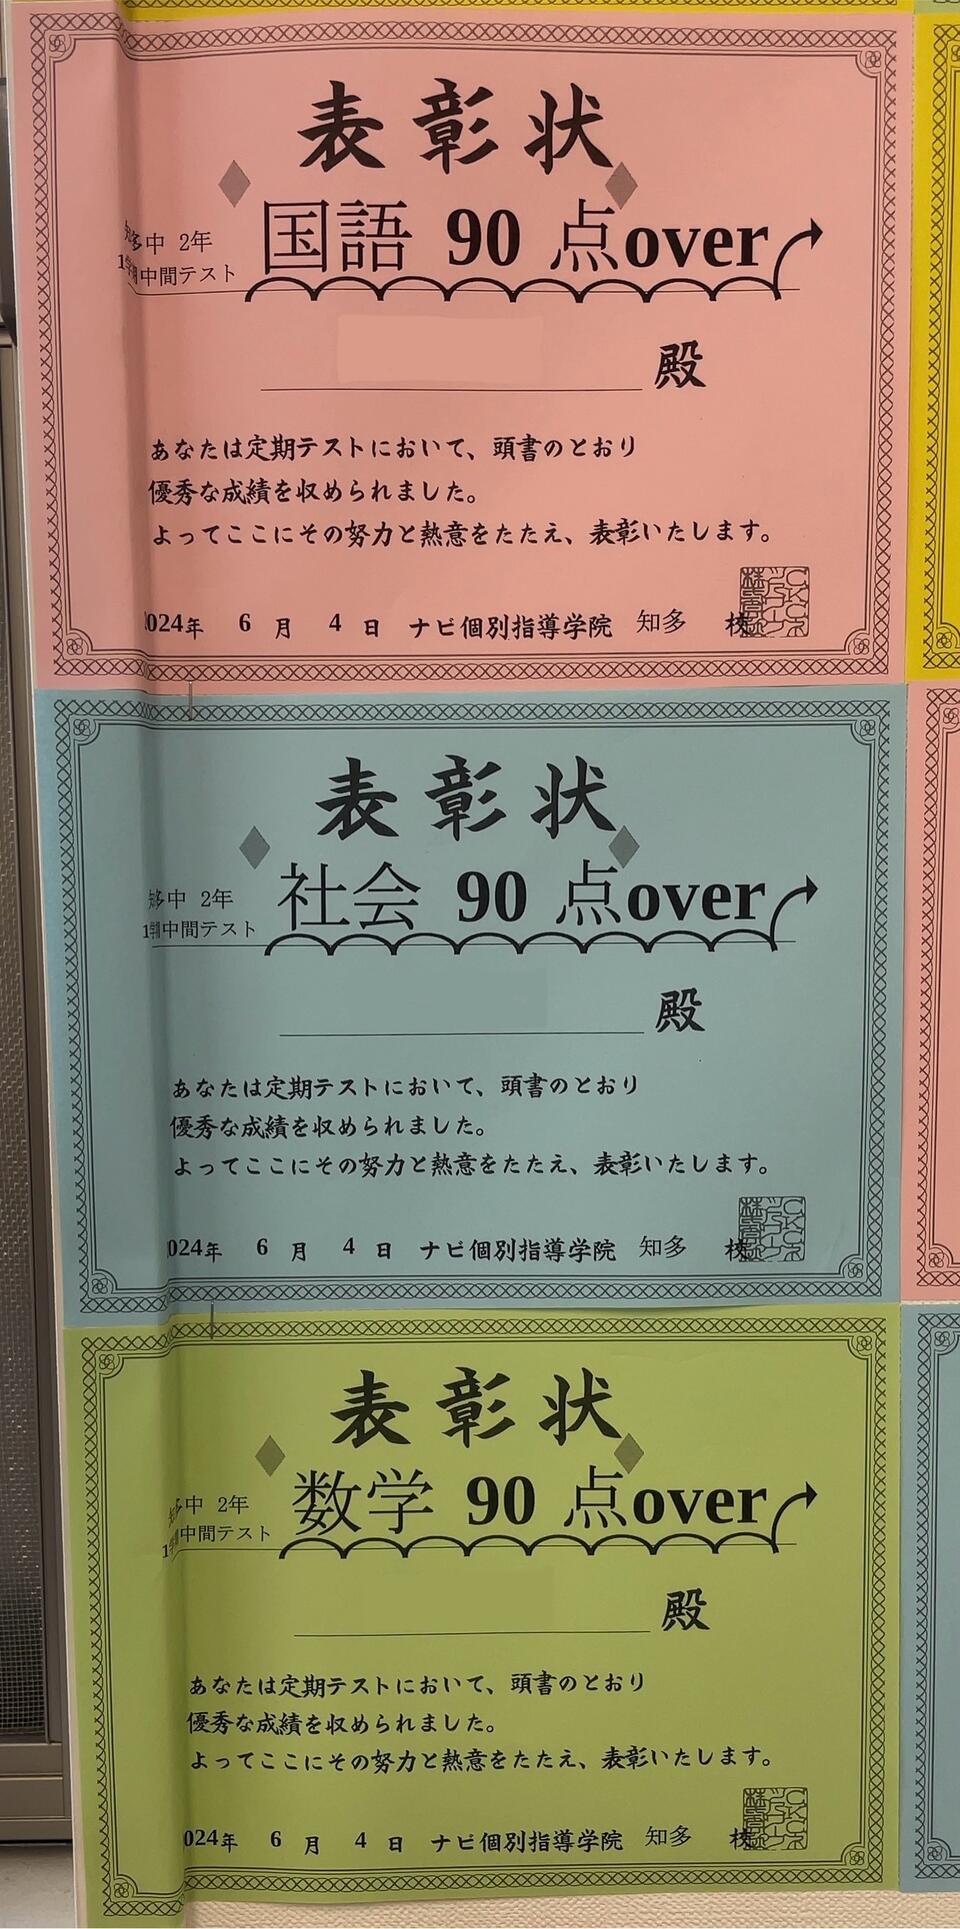 表彰状
知多中 2年
1学期中間テスト
国語 90 点over
殿
あなたは定期テストにおいて、頭書のとおり
優秀な成績を収められました。
よってここにその努力と熱意をたたえ、表彰いたします。
2024年 6 月 4 日 ナビ個別指導学院 知多 校
表彰状
知多中 2年
1学期中間テスト
社会 90 点over
殿
あなたは定期テストにおいて、頭書のとおり
優秀な成績を収められました。
よってここにその努力と熱意をたたえ、表彰いたします。
2024年 6 月 4 日 ナビ個別指導学院 知多 校
表彰状
知多中 2年
1学期中間テスト
数学 90 点over
殿
あなたは定期テストにおいて、頭書のとおり
優秀な成績を収められました。
よってここにその努力と熱意をたたえ、表彰いたします。
2024年 6 月 4 日 ナビ個別指導学院 知多 校